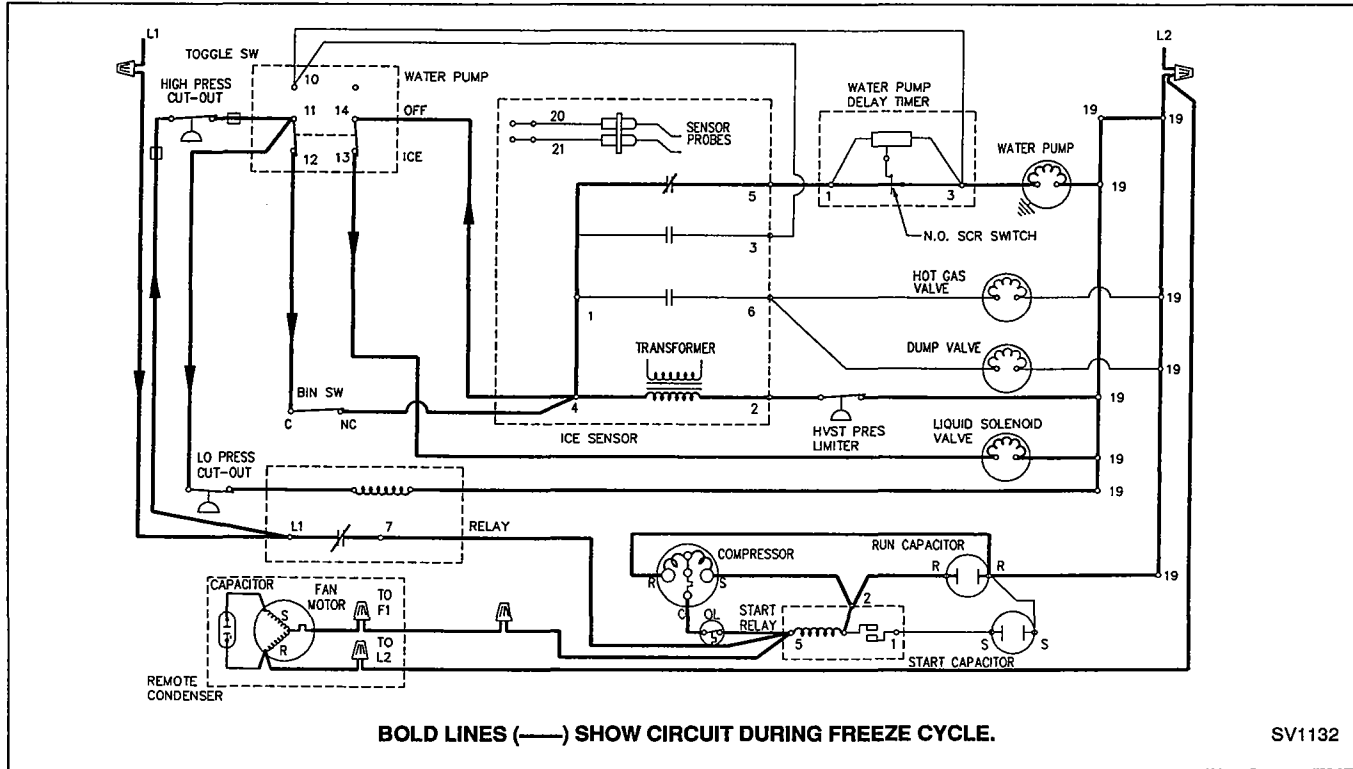 L1
L2
TOGGLE SW
HIGH PRESS
CUT-OUT
10
WATER PUMP
11
14
OFF
12
13
ICE
20
21
SENSOR
PROBES
WATER PUMP
DELAY TIMER
WATER PUMP
19
19
19
5
1
3
N.O. SCR SWITCH
3
HOT GAS
VALVE
19
1
6
TRANSFORMER
DUMP VALVE
19
BIN SW
C
NC
4
2
19
ICE SENSOR
HVST PRES
LIMITER
LIQUID SOLENOID
VALVE
19
LO PRESS
CUT-OUT
19
L1
7
RELAY
COMPRESSOR
RUN CAPACITOR
R
S
R
R
19
CAPACITOR
FAN
MOTOR
TO
F1
S
R
TO
L2
C
OL
START
RELAY
2
5
1
S
S
START CAPACITOR
REMOTE
CONDENSER
BOLD LINES (——) SHOW CIRCUIT DURING FREEZE CYCLE.
SV1132